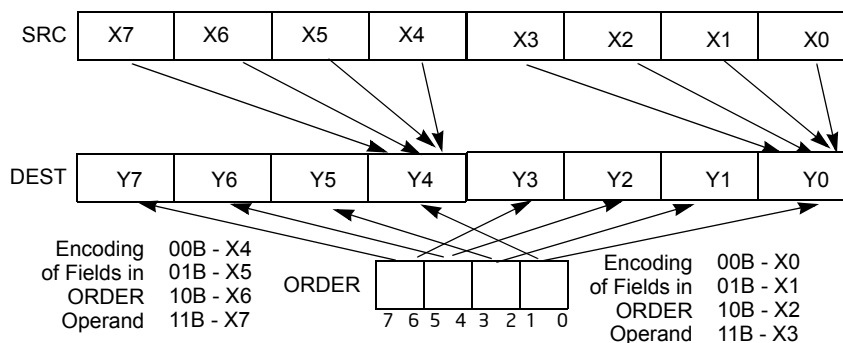 SRC X7 X6 X5 X4 X3 X2 X1 X0
DEST Y7 Y6 Y5 Y4 Y3 Y2 Y1 Y0
Encoding 00B - X4
of Fields in 01B - X5
ORDER 10B - X6
Operand 11B - X7
ORDER
7 6 5 4 3 2 1 0
Encoding 00B - X0
of Fields in 01B - X1
ORDER 10B - X2
Operand 11B - X3